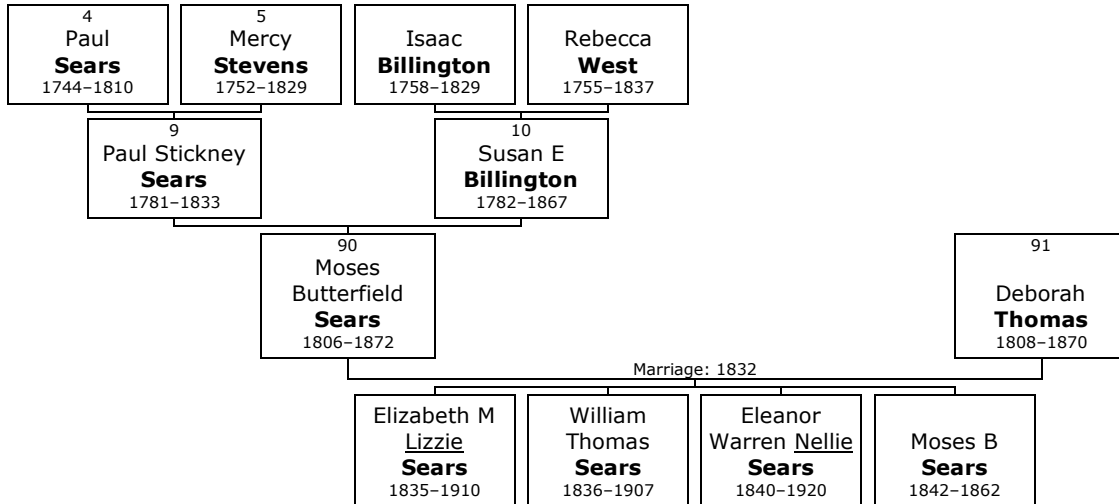 4
Paul
Sears
1744–1810
5
Mercy
Stevens
1752–1829
Isaac
Billington
1758–1829
Rebecca
West
1755–1837
9
Paul Stickney
Sears
1781–1833
10
Susan E
Billington
1782–1867
90
Moses
Butterfield
Sears
1806–1872
91
Deborah
Thomas
1808–1870
Marriage: 1832
Elizabeth M
Lizzie
Sears
1835–1910
William
Thomas
Sears
1836–1907
Eleanor
Warren Nellie
Sears
1840–1920
Moses B
Sears
1842–1862